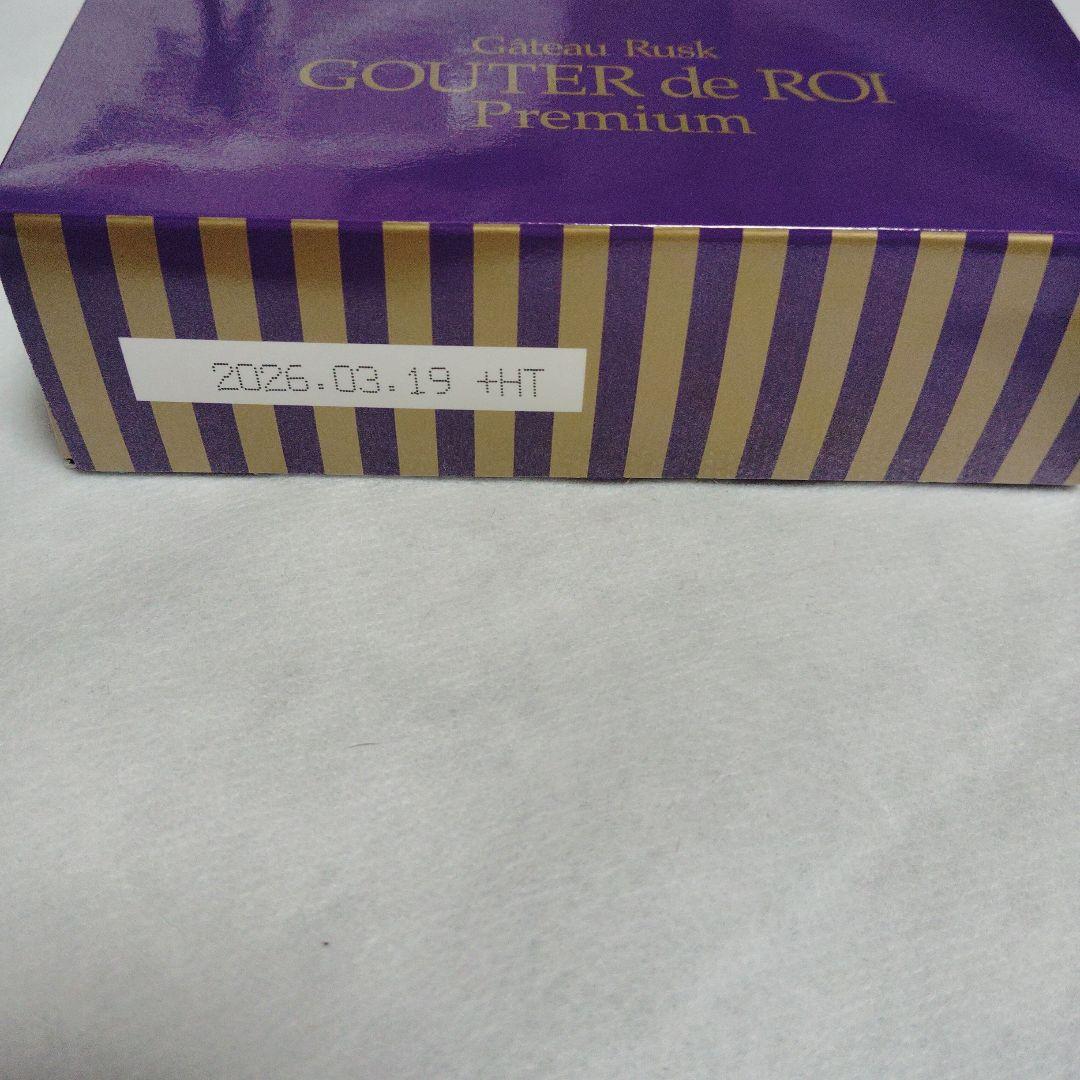 Gâteau Rusk
GOUTER de ROI
Premium
2026.03.19 +HT